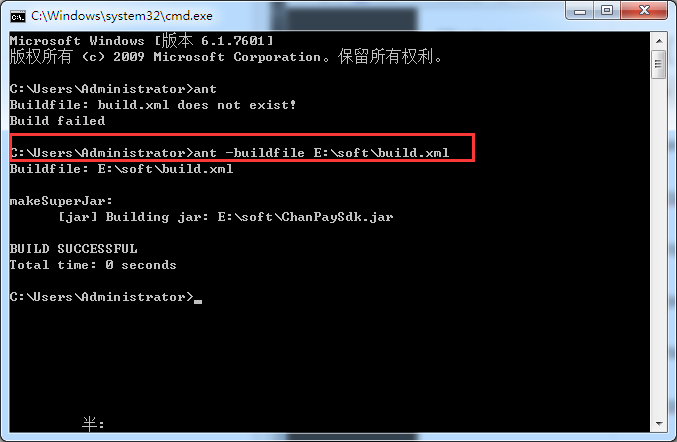 C:\Windows\system32\cmd.exe
Microsoft Windows [版本 6.1.7601]
版权所有 (c) 2009 Microsoft Corporation。保留所有权利。
C:\Users\Administrator>ant
Buildfile: build.xml does not exist!
Build failed
C:\Users\Administrator>ant -buildfile E:\soft\build.xml
Buildfile: E:\soft\build.xml
makeSuperJar:
[jar] Building jar: E:\soft\ChanPaySdk.jar
BUILD SUCCESSFUL
Total time: 0 seconds
C:\Users\Administrator>_
半: